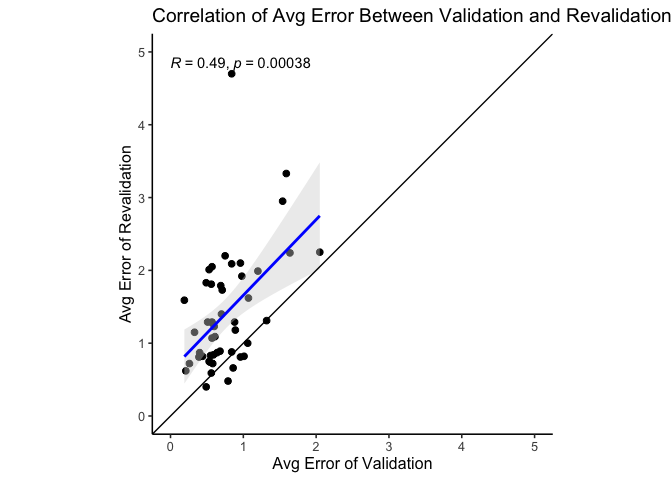 Correlation of Avg Error Between Validation and Revalidation
R = 0.49, p = 0.00038
5
4
3
2
1
0
Avg Error of Revalidation
0 1 2 3 4 5
Avg Error of Validation